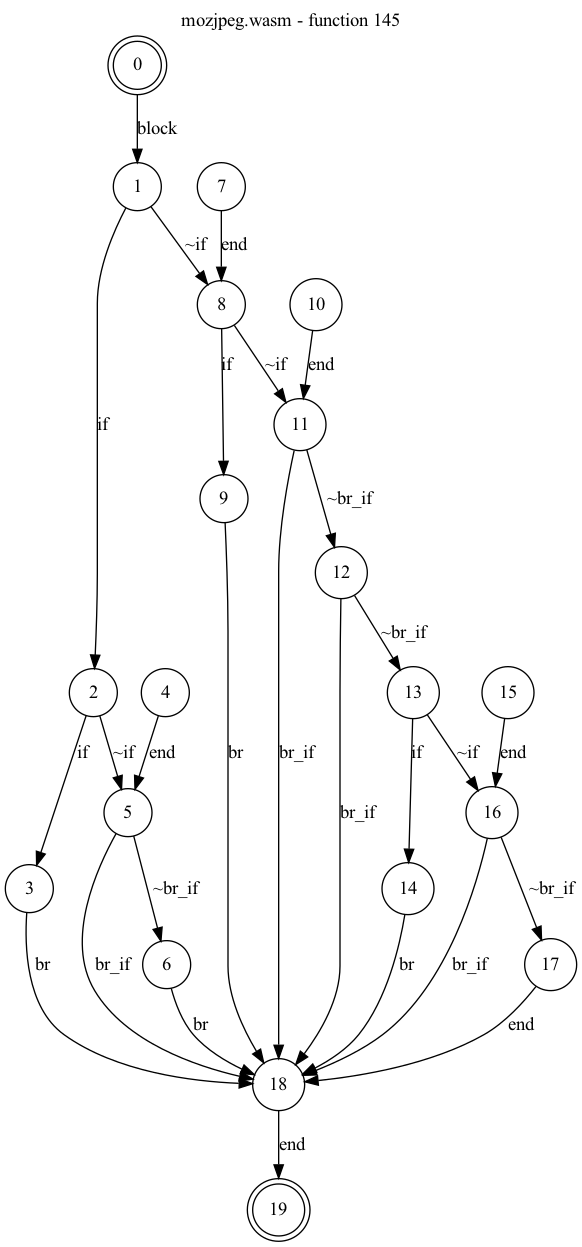 mozjpeg.wasm - function 145
0
block
1
7
~if
end
8
10
if
if
~if
end
11
9
~br_if
12
~br_if
2
4
13
15
if
~if
end
br
br_if
if
~if
end
5
br_if
16
3
~br_if
14
~br_if
br
br_if
6
br
br_if
17
br
end
18
end
19